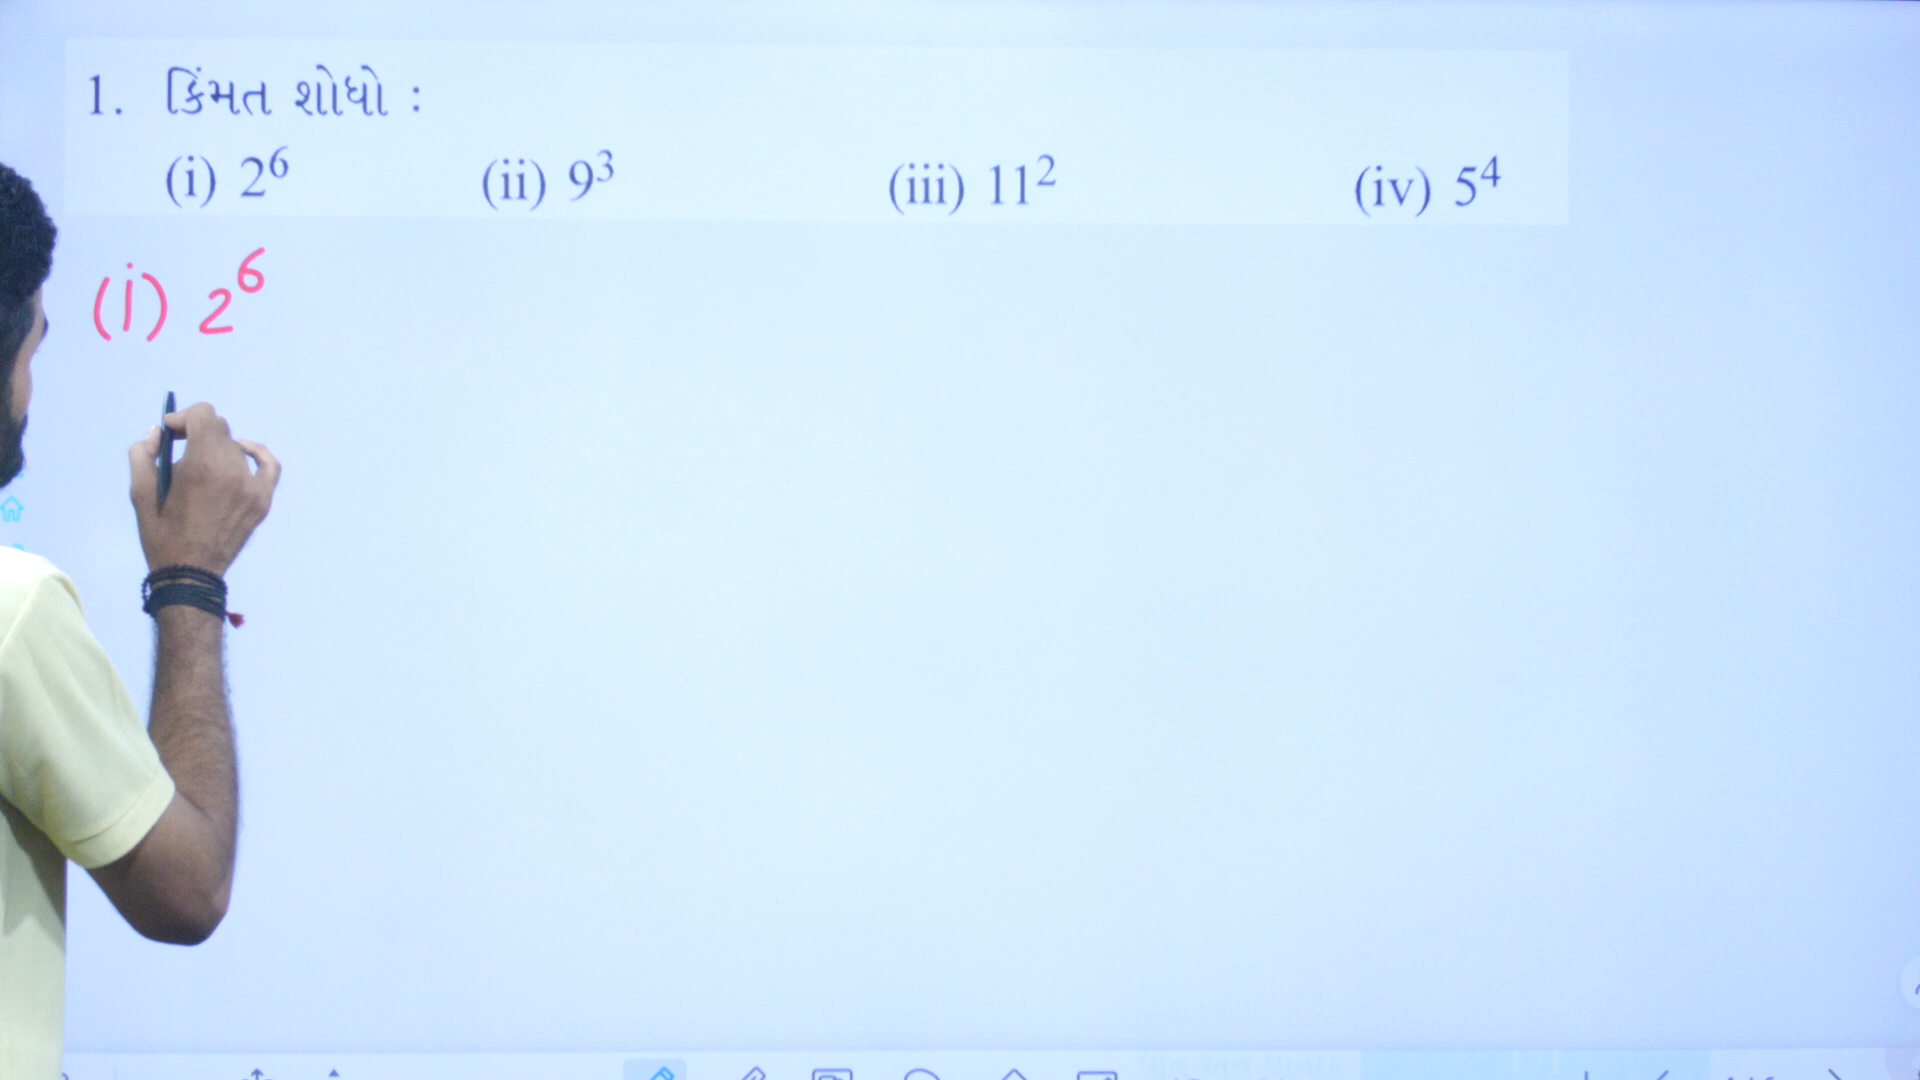 1. કિંમત શોધો :
(i) 2⁶ (ii) 9³ (iii) 11² (iv) 5⁴
(i) 2⁶